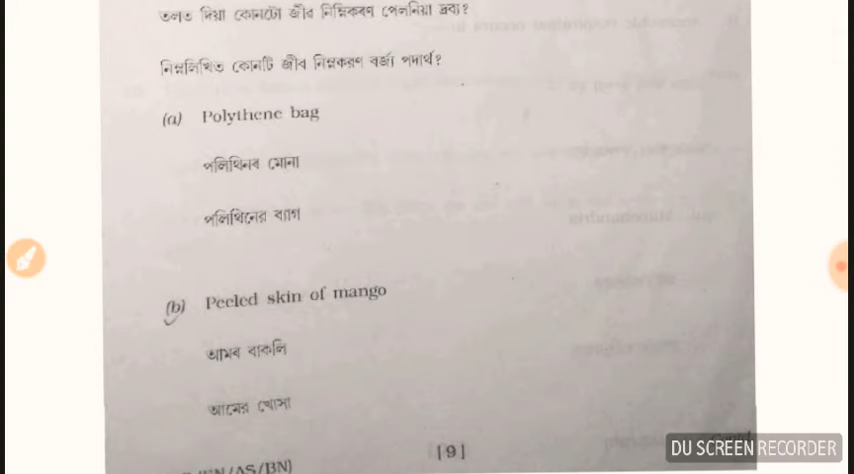 তলত দিয়া কোনটো জীৱ নিম্নিকৰণ পেলনিয়া দ্ৰব্য?
নিম্নলিখিত কোনটি জীব নিম্নকরণ বর্জ্য পদার্থ?
(a) Polythene bag
পলিথিনৰ মোনা
পলিথিনের ব্যাগ
(b) Peeled skin of mango
আমৰ বাকলি
আমের খোসা
/AS/BN)
[9]
DU SCREEN RECORDER